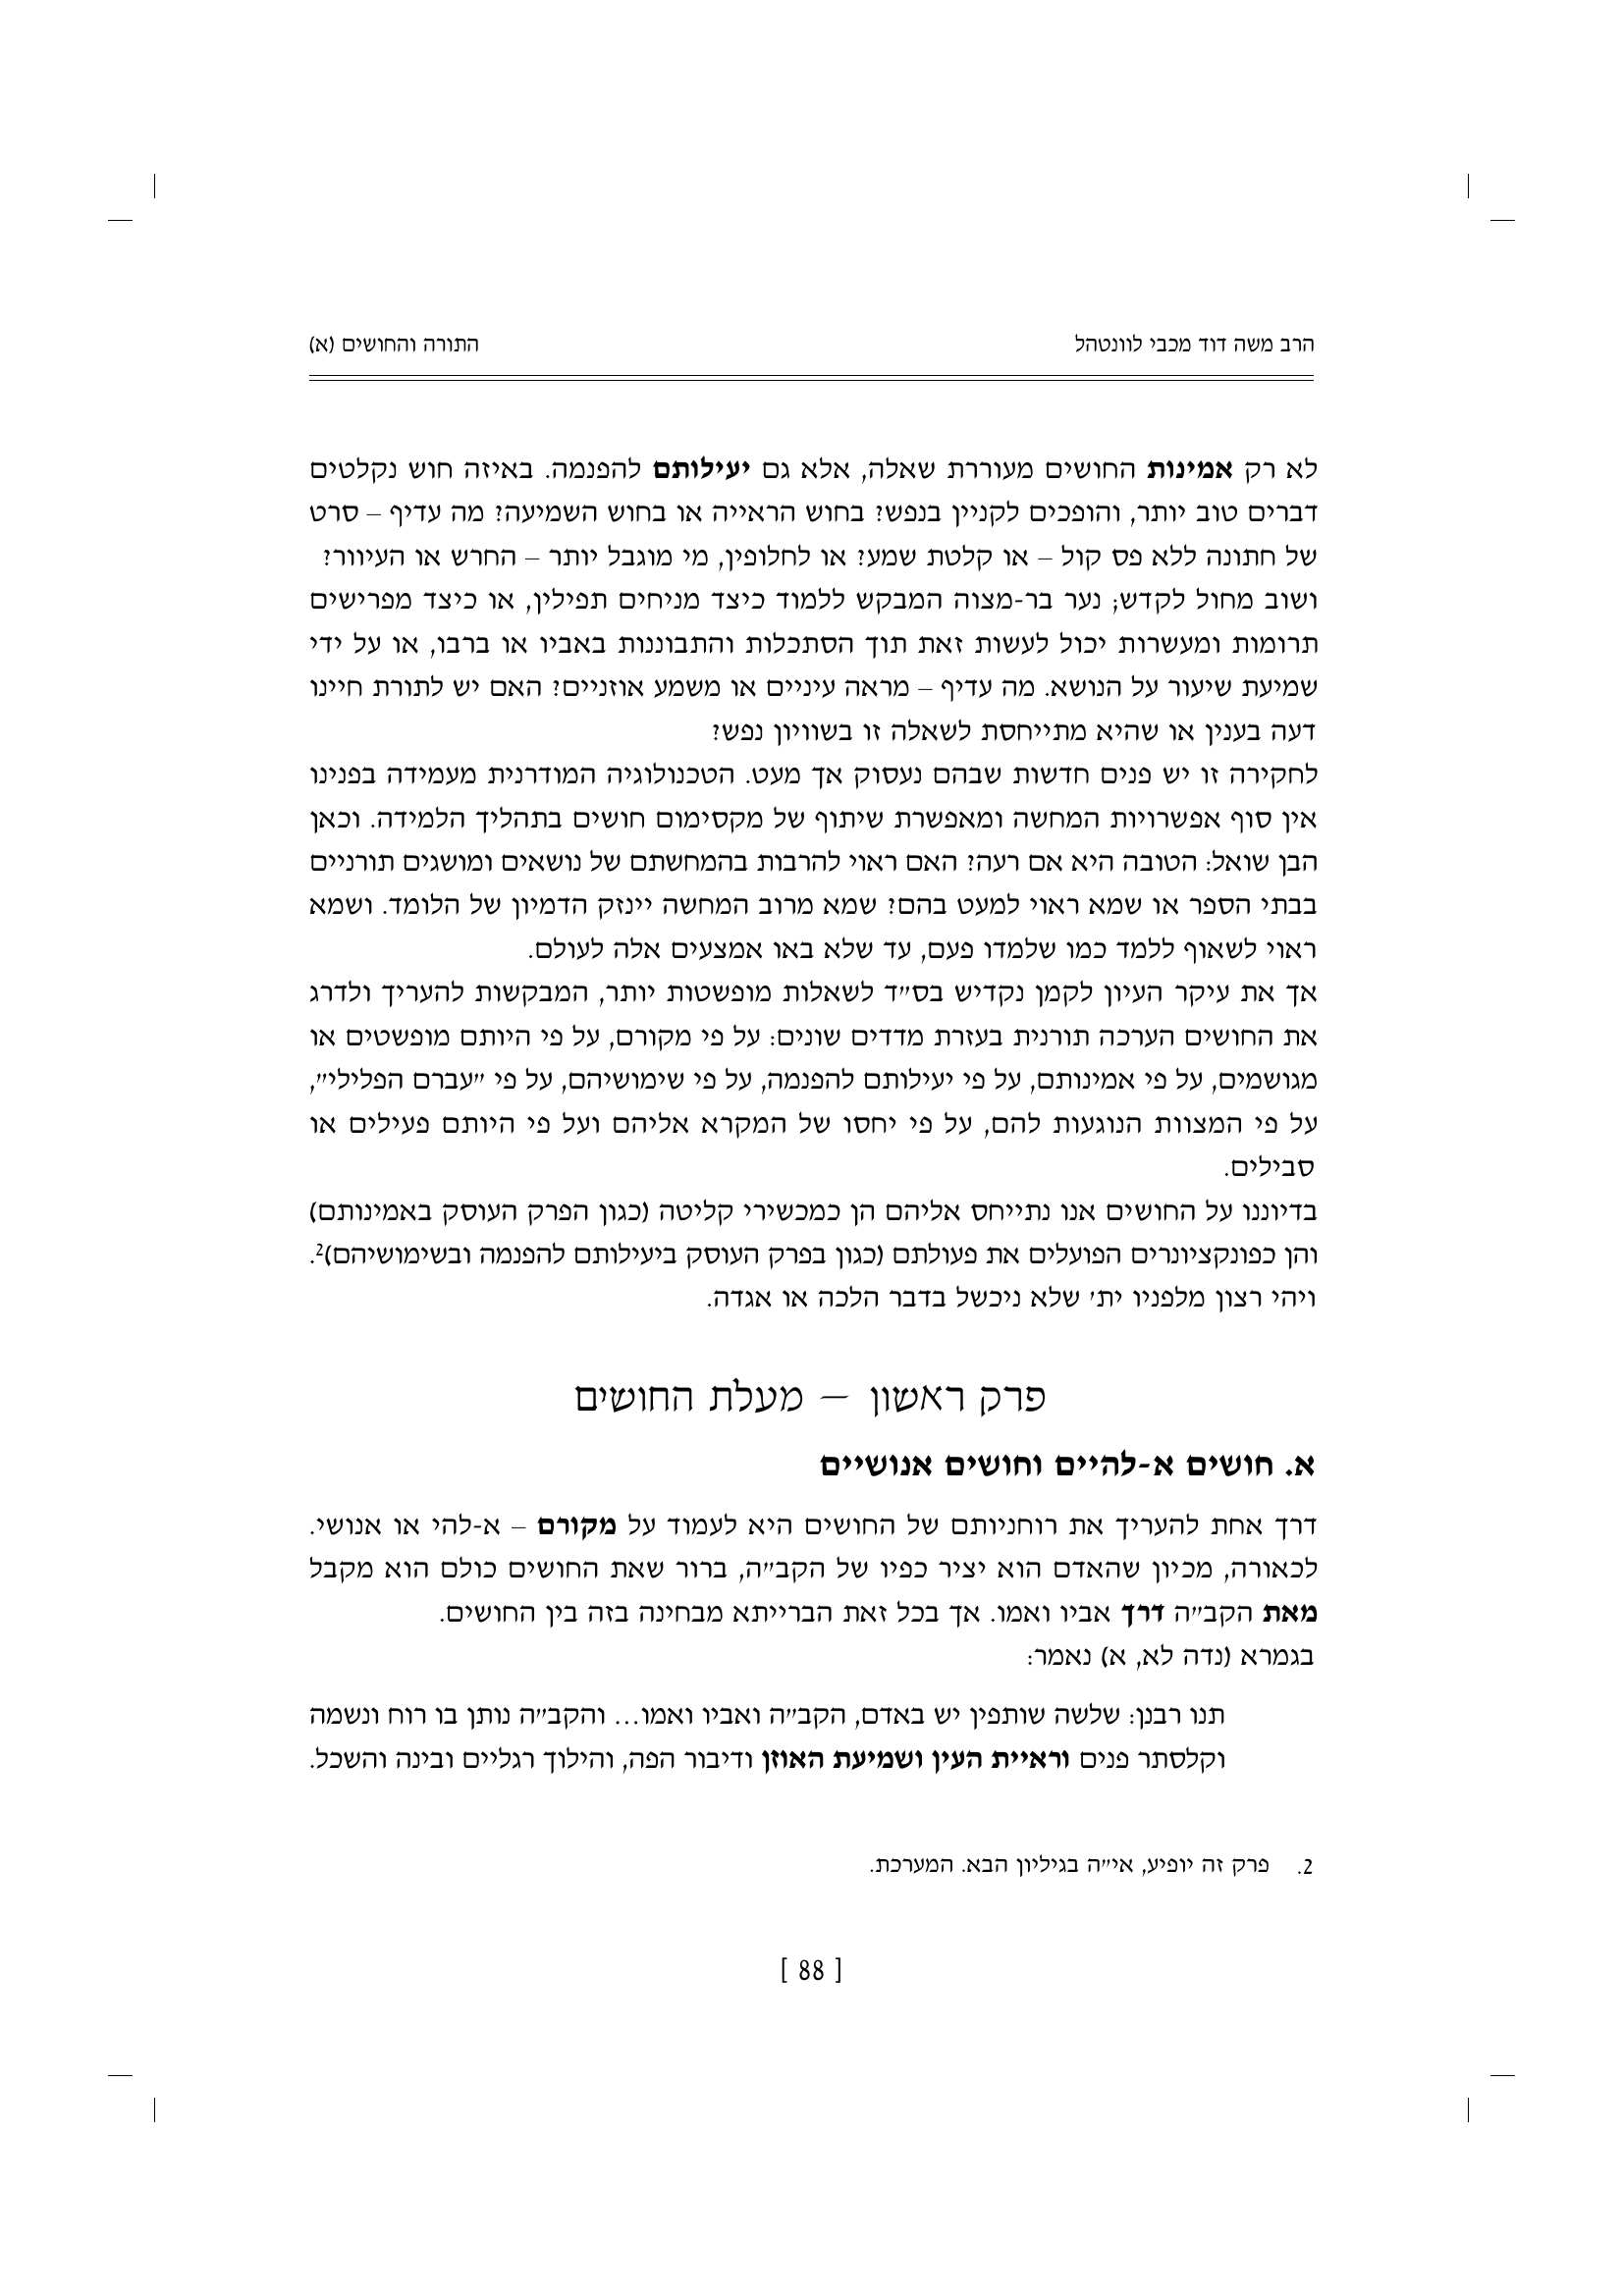 הרב משה דוד מכבי לוונטהל
התורה והחושים (א)
לא רק אמינות החושים מעוררת שאלה, אלא גם יעילותם להפנמה. באיזה חוש נקלטים
דברים טוב יותר, והופכים לקניין בנפש? בחוש הראייה או בחוש השמיעה? מה עדיף – סרט
של חתונה ללא פס קול – או קלטת שמע? או לחלופין, מי מוגבל יותר – החרש או העיוור?
ושוב מחול לקדש; נער בר-מצוה המבקש ללמוד כיצד מניחים תפילין, או כיצד מפרישים
תרומות ומעשרות יכול לעשות זאת תוך הסתכלות והתבוננות באביו או ברבו, או על ידי
שמיעת שיעור על הנושא. מה עדיף – מראה עיניים או משמע אוזניים? האם יש לתורת חיינו
דעה בענין או שהיא מתייחסת לשאלה זו בשוויון נפש?
לחקירה זו יש פנים חדשות שבהם נעסוק אך מעט. הטכנולוגיה המודרנית מעמידה בפנינו
אין סוף אפשרויות המחשה ומאפשרת שיתוף של מקסימום חושים בתהליך הלמידה. וכאן
הבן שואל: הטובה היא אם רעה? האם ראוי להרבות בהמחשתם של נושאים ומושגים תורניים
בבתי הספר או שמא ראוי למעט בהם? שמא מרוב המחשה יינזק הדמיון של הלומד. ושמא
ראוי לשאוף ללמד כמו שלמדו פעם, עד שלא באו אמצעים אלה לעולם.
אך את עיקר העיון לקמן נקדיש בס״ד לשאלות מופשטות יותר, המבקשות להעריך ולדרג
את החושים הערכה תורנית בעזרת מדדים שונים: על פי מקורם, על פי היותם מופשטים או
מגושמים, על פי אמינותם, על פי יעילותם להפנמה, על פי שימושיהם, על פי ״עברם הפלילי״,
על פי המצוות הנוגעות להם, על פי יחסו של המקרא אליהם ועל פי היותם פעילים או
סבילים.
בדיוננו על החושים אנו נתייחס אליהם הן כמכשירי קליטה (כגון הפרק העוסק באמינותם)
והן כפונקציונרים הפועלים את פעולתם (כגון בפרק העוסק ביעילותם להפנמה ובשימושיהם)².
ויהי רצון מלפניו ית׳ שלא ניכשל בדבר הלכה או אגדה.
פרק ראשון – מעלת החושים
א. חושים א-להיים וחושים אנושיים
דרך אחת להעריך את רוחניותם של החושים היא לעמוד על מקורם – א-להי או אנושי.
לכאורה, מכיון שהאדם הוא יציר כפיו של הקב״ה, ברור שאת החושים כולם הוא מקבל
מאת הקב״ה דרך אביו ואמו. אך בכל זאת הברייתא מבחינה בזה בין החושים.
בגמרא (נדה לא, א) נאמר:
תנו רבנן: שלשה שותפין יש באדם, הקב״ה ואביו ואמו... והקב״ה נותן בו רוח ונשמה
וקלסתר פנים וראיית העין ושמיעת האוזן ודיבור הפה, והילוך רגליים ובינה והשכל.
2. פרק זה יופיע, אי״ה בגיליון הבא. המערכת.
[ 88 ]